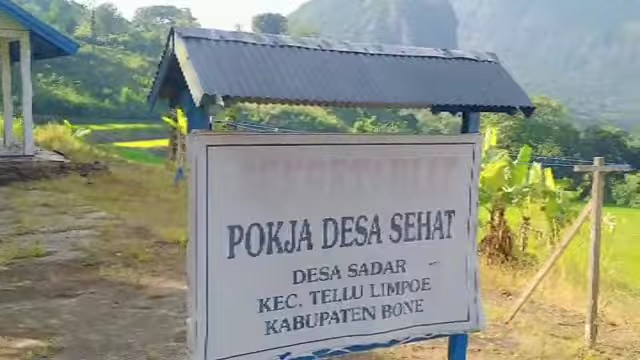 POKJA DESA SEHAT
DESA SADAR
KEC. TELLU LIMPOE
KABUPATEN BONE